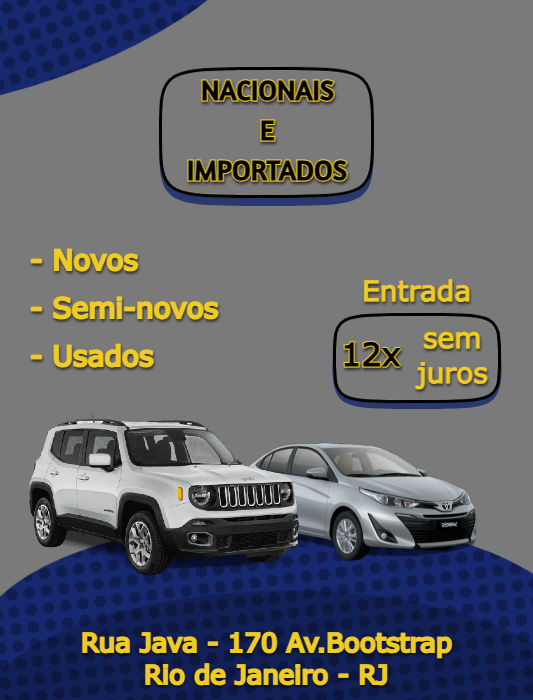 NACIONAIS
E
IMPORTADOS
- Novos
- Semi-novos
- Usados
Entrada
12x sem
juros
Rua Java - 170 Av.Bootstrap
Rio de Janeiro - RJ